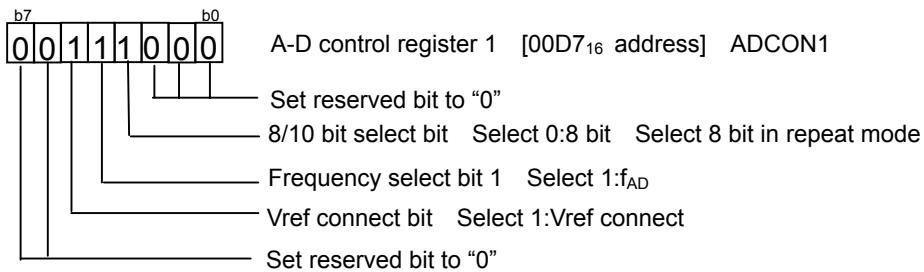 b7 b0
0 0 1 1 1 0 0 0 A-D control register 1 [00D7₁₆ address] ADCON1
Set reserved bit to “0”
8/10 bit select bit Select 0:8 bit Select 8 bit in repeat mode
Frequency select bit 1 Select 1:f_AD
Vref connect bit Select 1:Vref connect
Set reserved bit to “0”